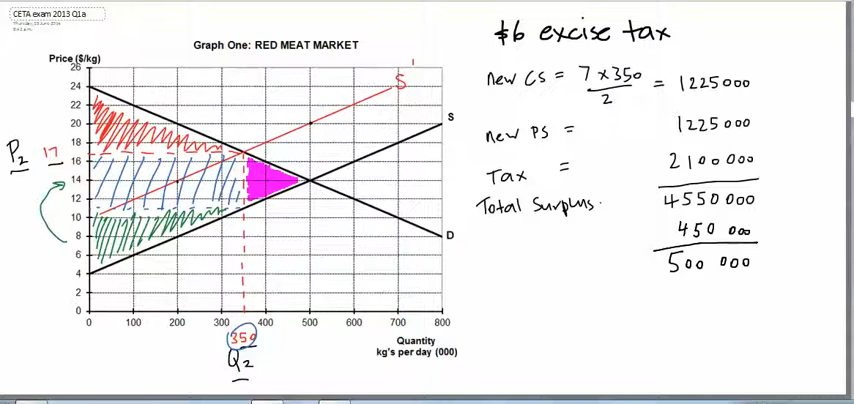 CETA exam 2013 Q1a
Graph One: RED MEAT MARKET
Price ($/kg)
26
24
22
20
18
16
14
12
10
8
6
4
2
0
P2 17
S'
S
D
0 100 200 300 400 500 600 700 800
350
Q2
Quantity
kg's per day (000)
$6 excise tax
new CS = 7 x 350 = 1225000
2
new PS = 1225000
Tax = 2100000
Total Surplus. 4550000
450 000
500 000